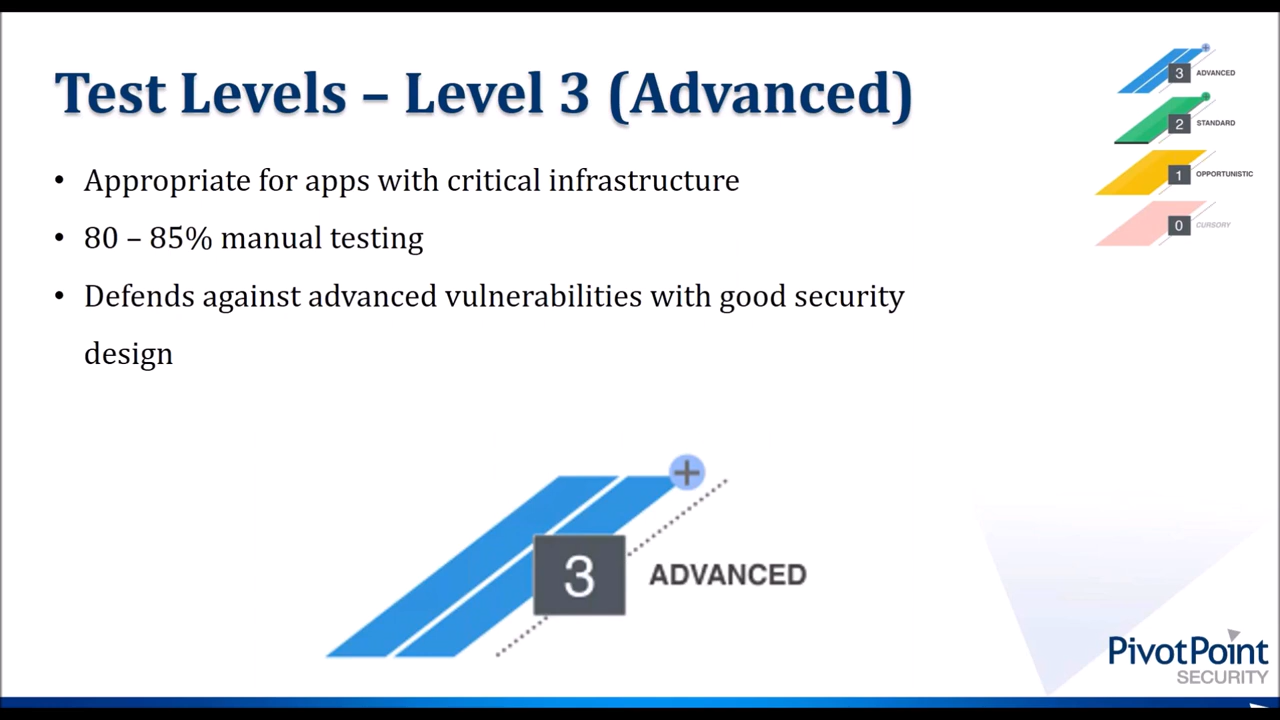 Test Levels – Level 3 (Advanced)
• Appropriate for apps with critical infrastructure
• 80 – 85% manual testing
• Defends against advanced vulnerabilities with good security
design
3 ADVANCED
2 STANDARD
1 OPPORTUNISTIC
0 CURSORY
3 ADVANCED
PivotPoint
SECURITY